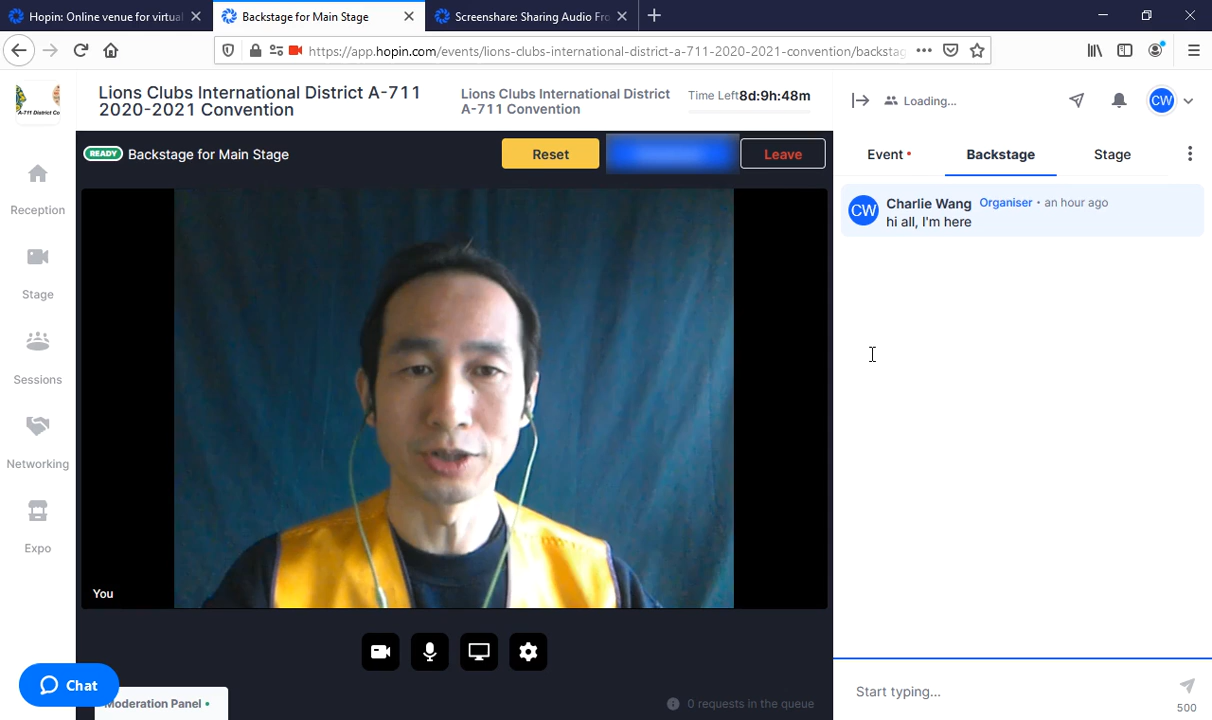 Hopin: Online venue for virtual
Backstage for Main Stage
Screenshare: Sharing Audio Fro
https://app.hopin.com/events/lions-clubs-international-district-a-711-2020-2021-convention/backstag
A-711 District Co
Lions Clubs International District A-711
2020-2021 Convention
Lions Clubs International District
A-711 Convention
Time Left 8d:9h:48m
Loading...
CW
READY
Backstage for Main Stage
Reset
Leave
Event
Backstage
Stage
CW
Charlie Wang
Organiser • an hour ago
hi all, I'm here
Reception
Stage
Sessions
Networking
Expo
You
Chat
Moderation Panel
0 requests in the queue
Start typing...
500